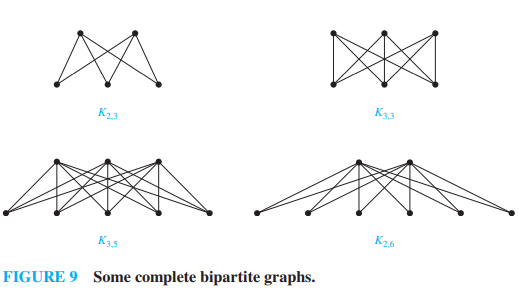 K2,3
K3,3
K3,5
K2,6
FIGURE 9 Some complete bipartite graphs.